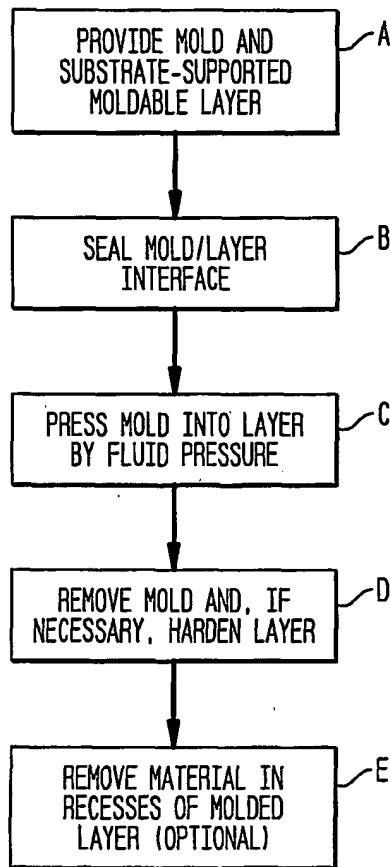 PROVIDE MOLD AND
SUBSTRATE-SUPPORTED
MOLDABLE LAYER
A
SEAL MOLD/LAYER
INTERFACE
B
PRESS MOLD INTO LAYER
BY FLUID PRESSURE
C
REMOVE MOLD AND, IF
NECESSARY, HARDEN LAYER
D
REMOVE MATERIAL IN
RECESSES OF MOLDED
LAYER (OPTIONAL)
E